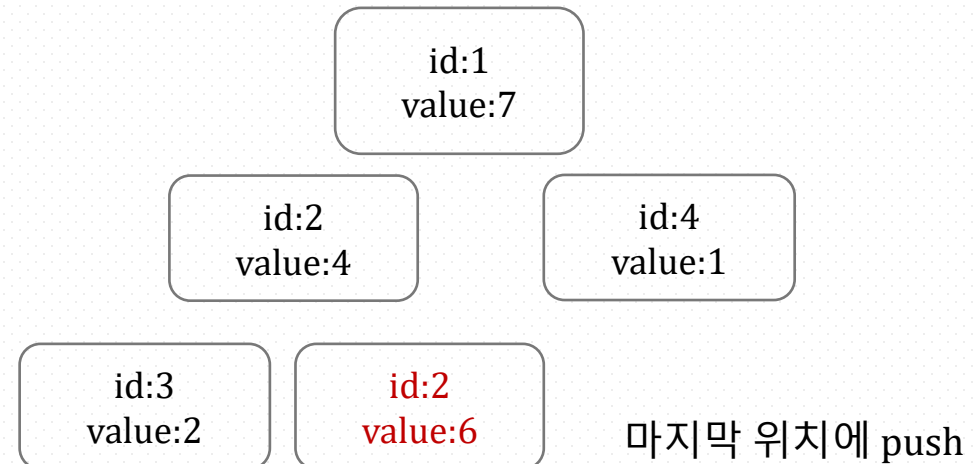 id:1
value:7
id:2
value:4
id:4
value:1
id:3
value:2
id:2
value:6
마지막 위치에 push